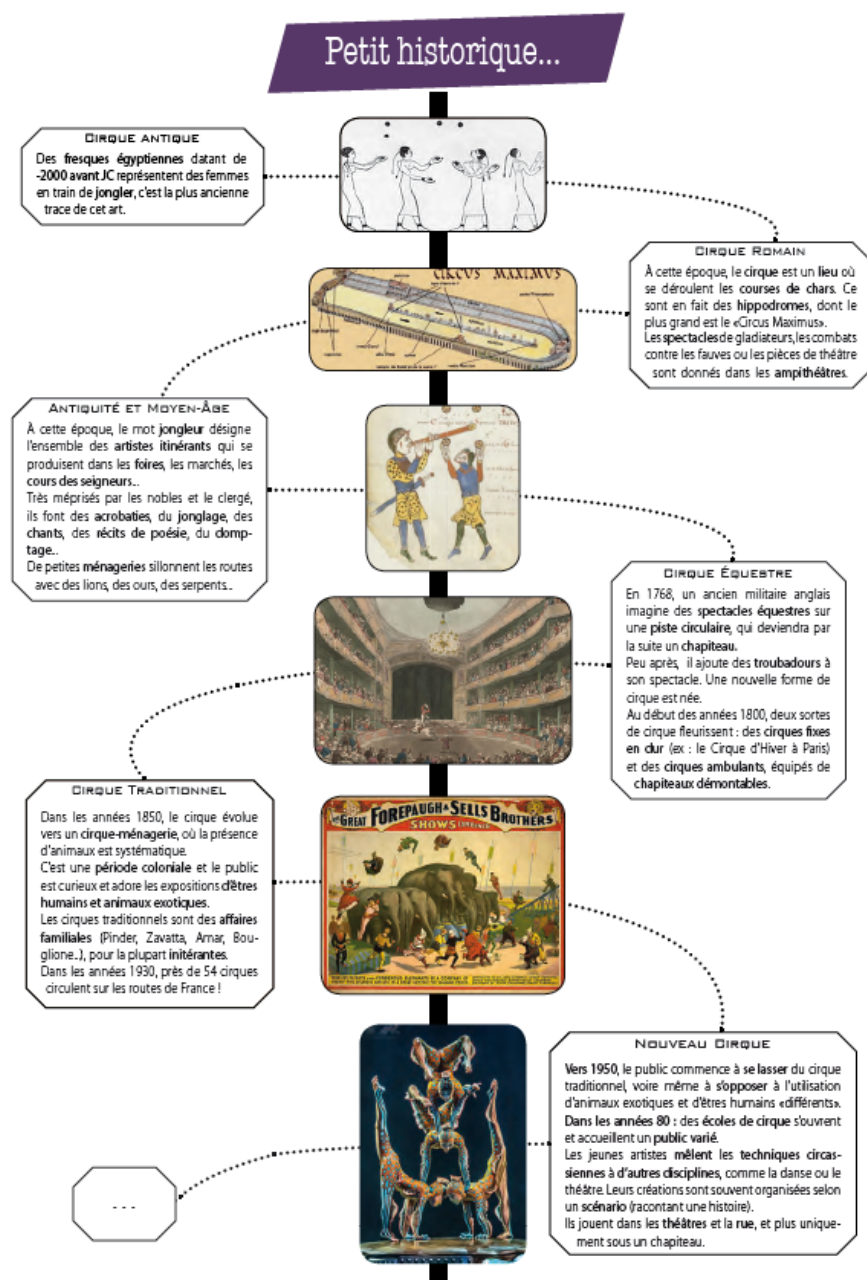 Petit historique...
CIRQUE ANTIQUE
Des fresques égyptiennes datant de
-2000 avant JC représentent des femmes
en train de jongler, c'est la plus ancienne
trace de cet art.
CIRCUS MAXIMUS
CIRQUE ROMAIN
À cette époque, le cirque est un lieu où
se déroulent les courses de chars. Ce
sont en fait des hippodromes, dont le
plus grand est le «Circus Maximus».
Les spectacles de gladiateurs, les combats
contre les fauves ou les pièces de théâtre
sont donnés dans les ampithéâtres.
ANTIQUITÉ ET MOYEN-ÂGE
À cette époque, le mot jongleur désigne
l'ensemble des artistes itinérants qui se
produisent dans les foires, les marchés, les
cours des seigneurs...
Très méprisés par les nobles et le clergé,
ils font des acrobaties, du jonglage, des
chants, des récits de poésie, du domp-
tage...
De petites ménageries sillonnent les routes
avec des lions, des ours, des serpents...
CIRQUE ÉQUESTRE
En 1768, un ancien militaire anglais
imagine des spectacles équestres sur
une piste circulaire, qui deviendra par
la suite un chapiteau.
Peu après, il ajoute des troubadours à
son spectacle. Une nouvelle forme de
cirque est née.
Au début des années 1800, deux sortes
de cirque fleurissent : des cirques fixes
en dur (ex : le Cirque d'Hiver à Paris)
et des cirques ambulants, équipés de
chapiteaux démontables.
CIRQUE TRADITIONNEL
Dans les années 1850, le cirque évolue
vers un cirque-ménagerie, où la présence
d'animaux est systématique.
C'est une période coloniale et le public
est curieux et adore les expositions d'êtres
humains et animaux exotiques.
Les cirques traditionnels sont des affaires
familiales (Pinder, Zavatta, Amar, Bou-
glione...), pour la plupart initérantes.
Dans les années 1930, près de 54 cirques
circulent sur les routes de France !
GREAT FOREPAUGH & SELLS BROTHERS
SHOWS COMBINED
NOUVEAU CIRQUE
Vers 1950, le public commence à se lasser du cirque
traditionnel, voire même à s'opposer à l'utilisation
d'animaux exotiques et d'êtres humains «différents».
Dans les années 80 : des écoles de cirque s'ouvrent
et accueillent un public varié.
Les jeunes artistes mêlent les techniques circas-
siennes à d'autres disciplines, comme la danse ou le
théâtre. Leurs créations sont souvent organisées selon
un scénario (racontant une histoire).
Ils jouent dans les théâtres et la rue, et plus unique-
ment sous un chapiteau.
- - -